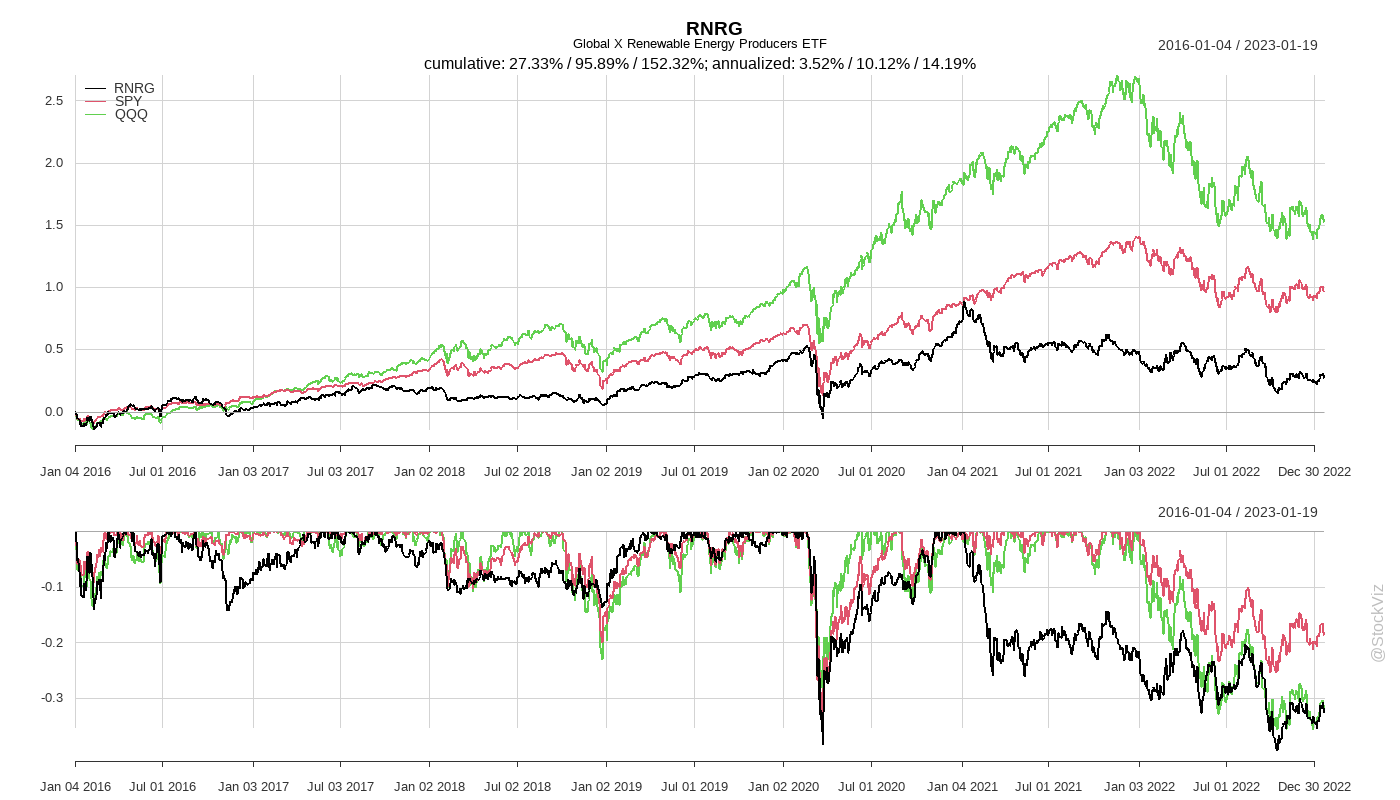 RNRG
Global X Renewable Energy Producers ETF
2016-01-04 / 2023-01-19
cumulative: 27.33% / 95.89% / 152.32%; annualized: 3.52% / 10.12% / 14.19%
RNRG
SPY
QQQ
2.5
2.0
1.5
1.0
0.5
0.0
Jan 04 2016 Jul 01 2016 Jan 03 2017 Jul 03 2017 Jan 02 2018 Jul 02 2018 Jan 02 2019 Jul 01 2019 Jan 02 2020 Jul 01 2020 Jan 04 2021 Jul 01 2021 Jan 03 2022 Jul 01 2022 Dec 30 2022
2016-01-04 / 2023-01-19
-0.1
-0.2
-0.3
Jan 04 2016 Jul 01 2016 Jan 03 2017 Jul 03 2017 Jan 02 2018 Jul 02 2018 Jan 02 2019 Jul 01 2019 Jan 02 2020 Jul 01 2020 Jan 04 2021 Jul 01 2021 Jan 03 2022 Jul 01 2022 Dec 30 2022
@StockViz